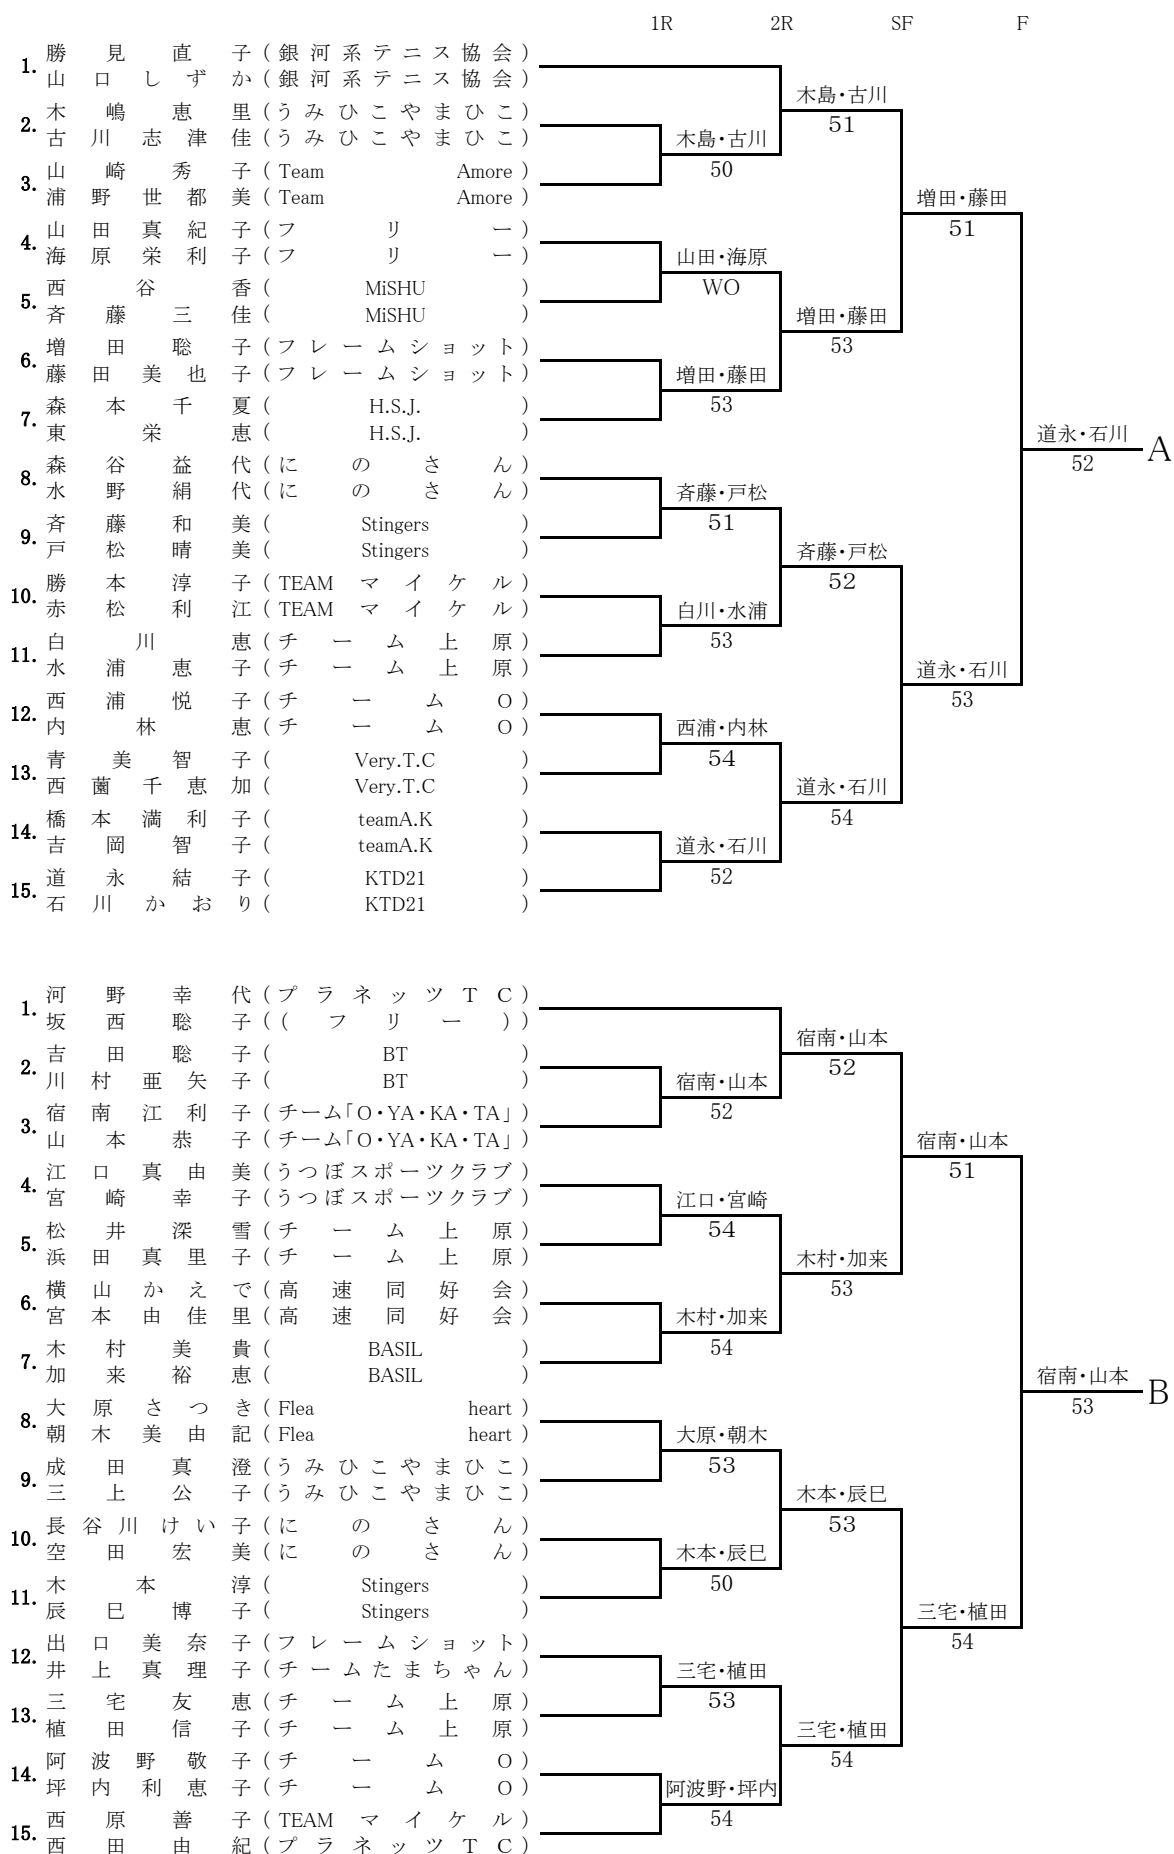 1R 2R SF F
1. 勝見直子(銀河系テニス協会)
山口しずか(銀河系テニス協会)
木島・古川
51
2. 木嶋恵里(うみひこやまひこ)
古川志津佳(うみひこやまひこ)
木島・古川
50
3. 山崎秀子(Team Amore)
浦野世都美(Team Amore)
増田・藤田
51
4. 山田真紀子(フリー)
海原栄利子(フリー)
山田・海原
WO
5. 西谷香(MiSHU)
斉藤三佳(MiSHU)
増田・藤田
53
6. 増田聡子(フレームショット)
藤田美也子(フレームショット)
増田・藤田
53
7. 森本千夏(H.S.J.)
東栄恵(H.S.J.)
道永・石川
52
A
8. 森谷益代(にのさん)
水野絹代(にのさん)
斉藤・戸松
51
9. 斉藤和美(Stingers)
戸松晴美(Stingers)
斉藤・戸松
52
10. 勝本淳子(TEAMマイケル)
赤松利江(TEAMマイケル)
白川・水浦
53
11. 白川恵(チーム上原)
水浦恵子(チーム上原)
道永・石川
53
12. 西浦悦子(チームO)
内林恵(チームO)
西浦・内林
54
13. 青美智子(Very.T.C)
西薗千恵加(Very.T.C)
道永・石川
54
14. 橋本満利子(teamA.K)
吉岡智子(teamA.K)
道永・石川
52
15. 道永結子(KTD21)
石川かおり(KTD21)
1. 河野幸代(プラネッツTC)
坂西聡子((フリー))
宿南・山本
52
2. 吉田聡子(BT)
川村亜矢子(BT)
宿南・山本
52
3. 宿南江利子(チーム「O・YA・KA・TA」)
山本恭子(チーム「O・YA・KA・TA」)
宿南・山本
51
4. 江口真由美(うつぼスポーツクラブ)
宮崎幸子(うつぼスポーツクラブ)
江口・宮崎
54
5. 松井深雪(チーム上原)
浜田真里子(チーム上原)
木村・加来
53
6. 横山かえで(高速同好会)
宮本由佳里(高速同好会)
木村・加来
54
7. 木村美貴(BASIL)
加来裕恵(BASIL)
宿南・山本
53
B
8. 大原さつき(Flea heart)
朝木美由記(Flea heart)
大原・朝木
53
9. 成田真澄(うみひこやまひこ)
三上公子(うみひこやまひこ)
木本・辰巳
53
10. 長谷川けい子(にのさん)
空田宏美(にのさん)
木本・辰巳
50
11. 木本淳(Stingers)
辰巳博子(Stingers)
三宅・植田
54
12. 出口美奈子(フレームショット)
井上真理子(チームたまちゃん)
三宅・植田
53
13. 三宅友恵(チーム上原)
植田信子(チーム上原)
三宅・植田
54
14. 阿波野敬子(チームO)
坪内利恵子(チームO)
阿波野・坪内
54
15. 西原善子(TEAMマイケル)
西田由紀(プラネッツTC)